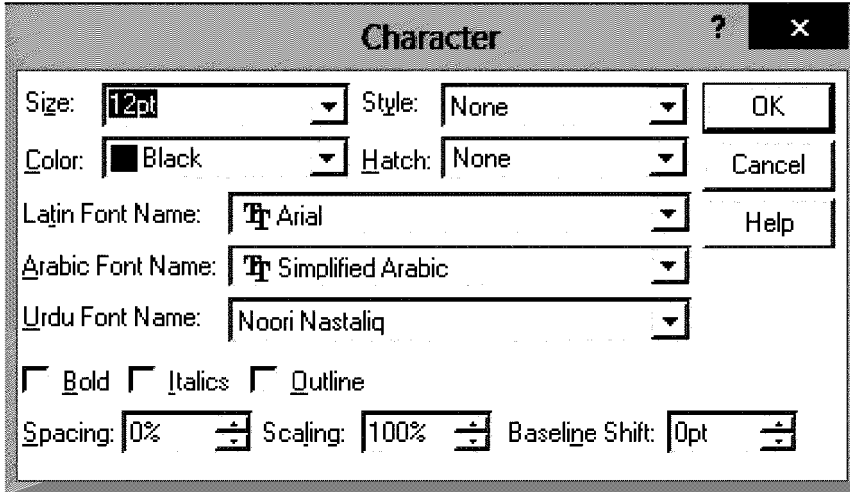 Character ? ×
Size: 12pt Style: None OK
Color: Black Hatch: None Cancel
Latin Font Name: Arial Help
Arabic Font Name: Simplified Arabic
Urdu Font Name: Noori Nastaliq
Bold Italics Outline
Spacing: 0% Scaling: 100% Baseline Shift: 0pt